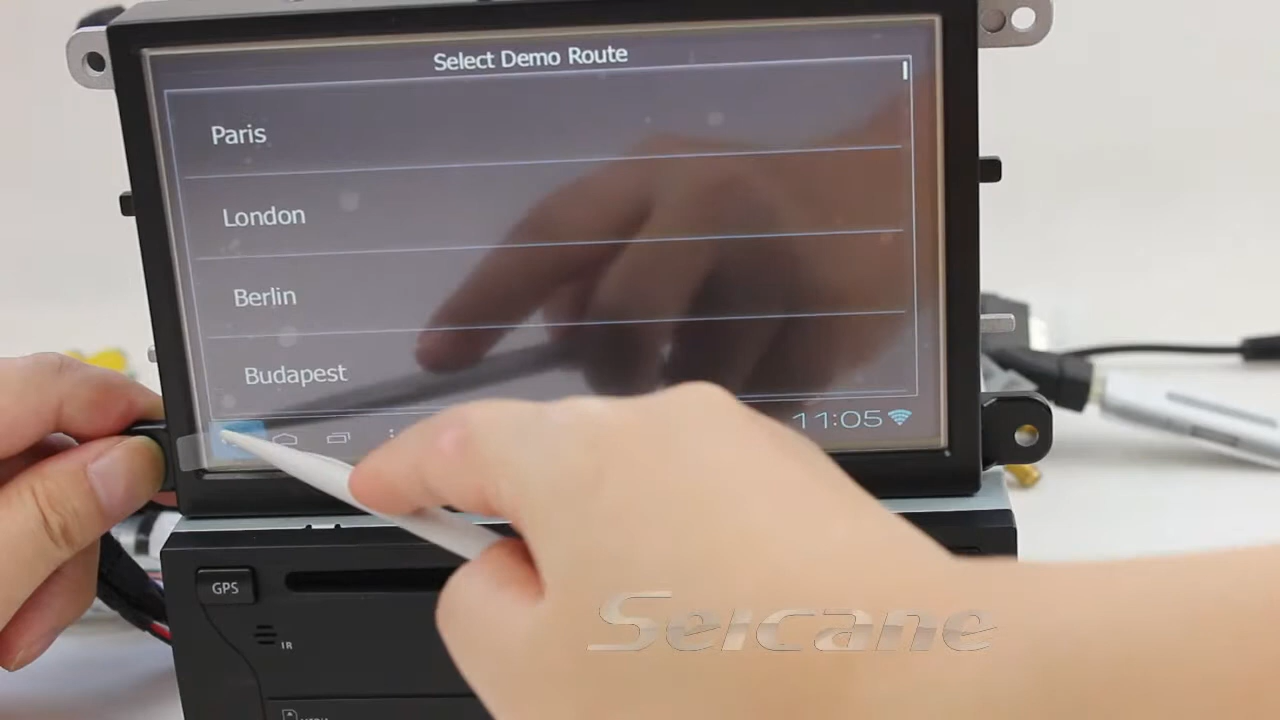 Select Demo Route
Paris
London
Berlin
Budapest
11:05
GPS
IR
Seicane